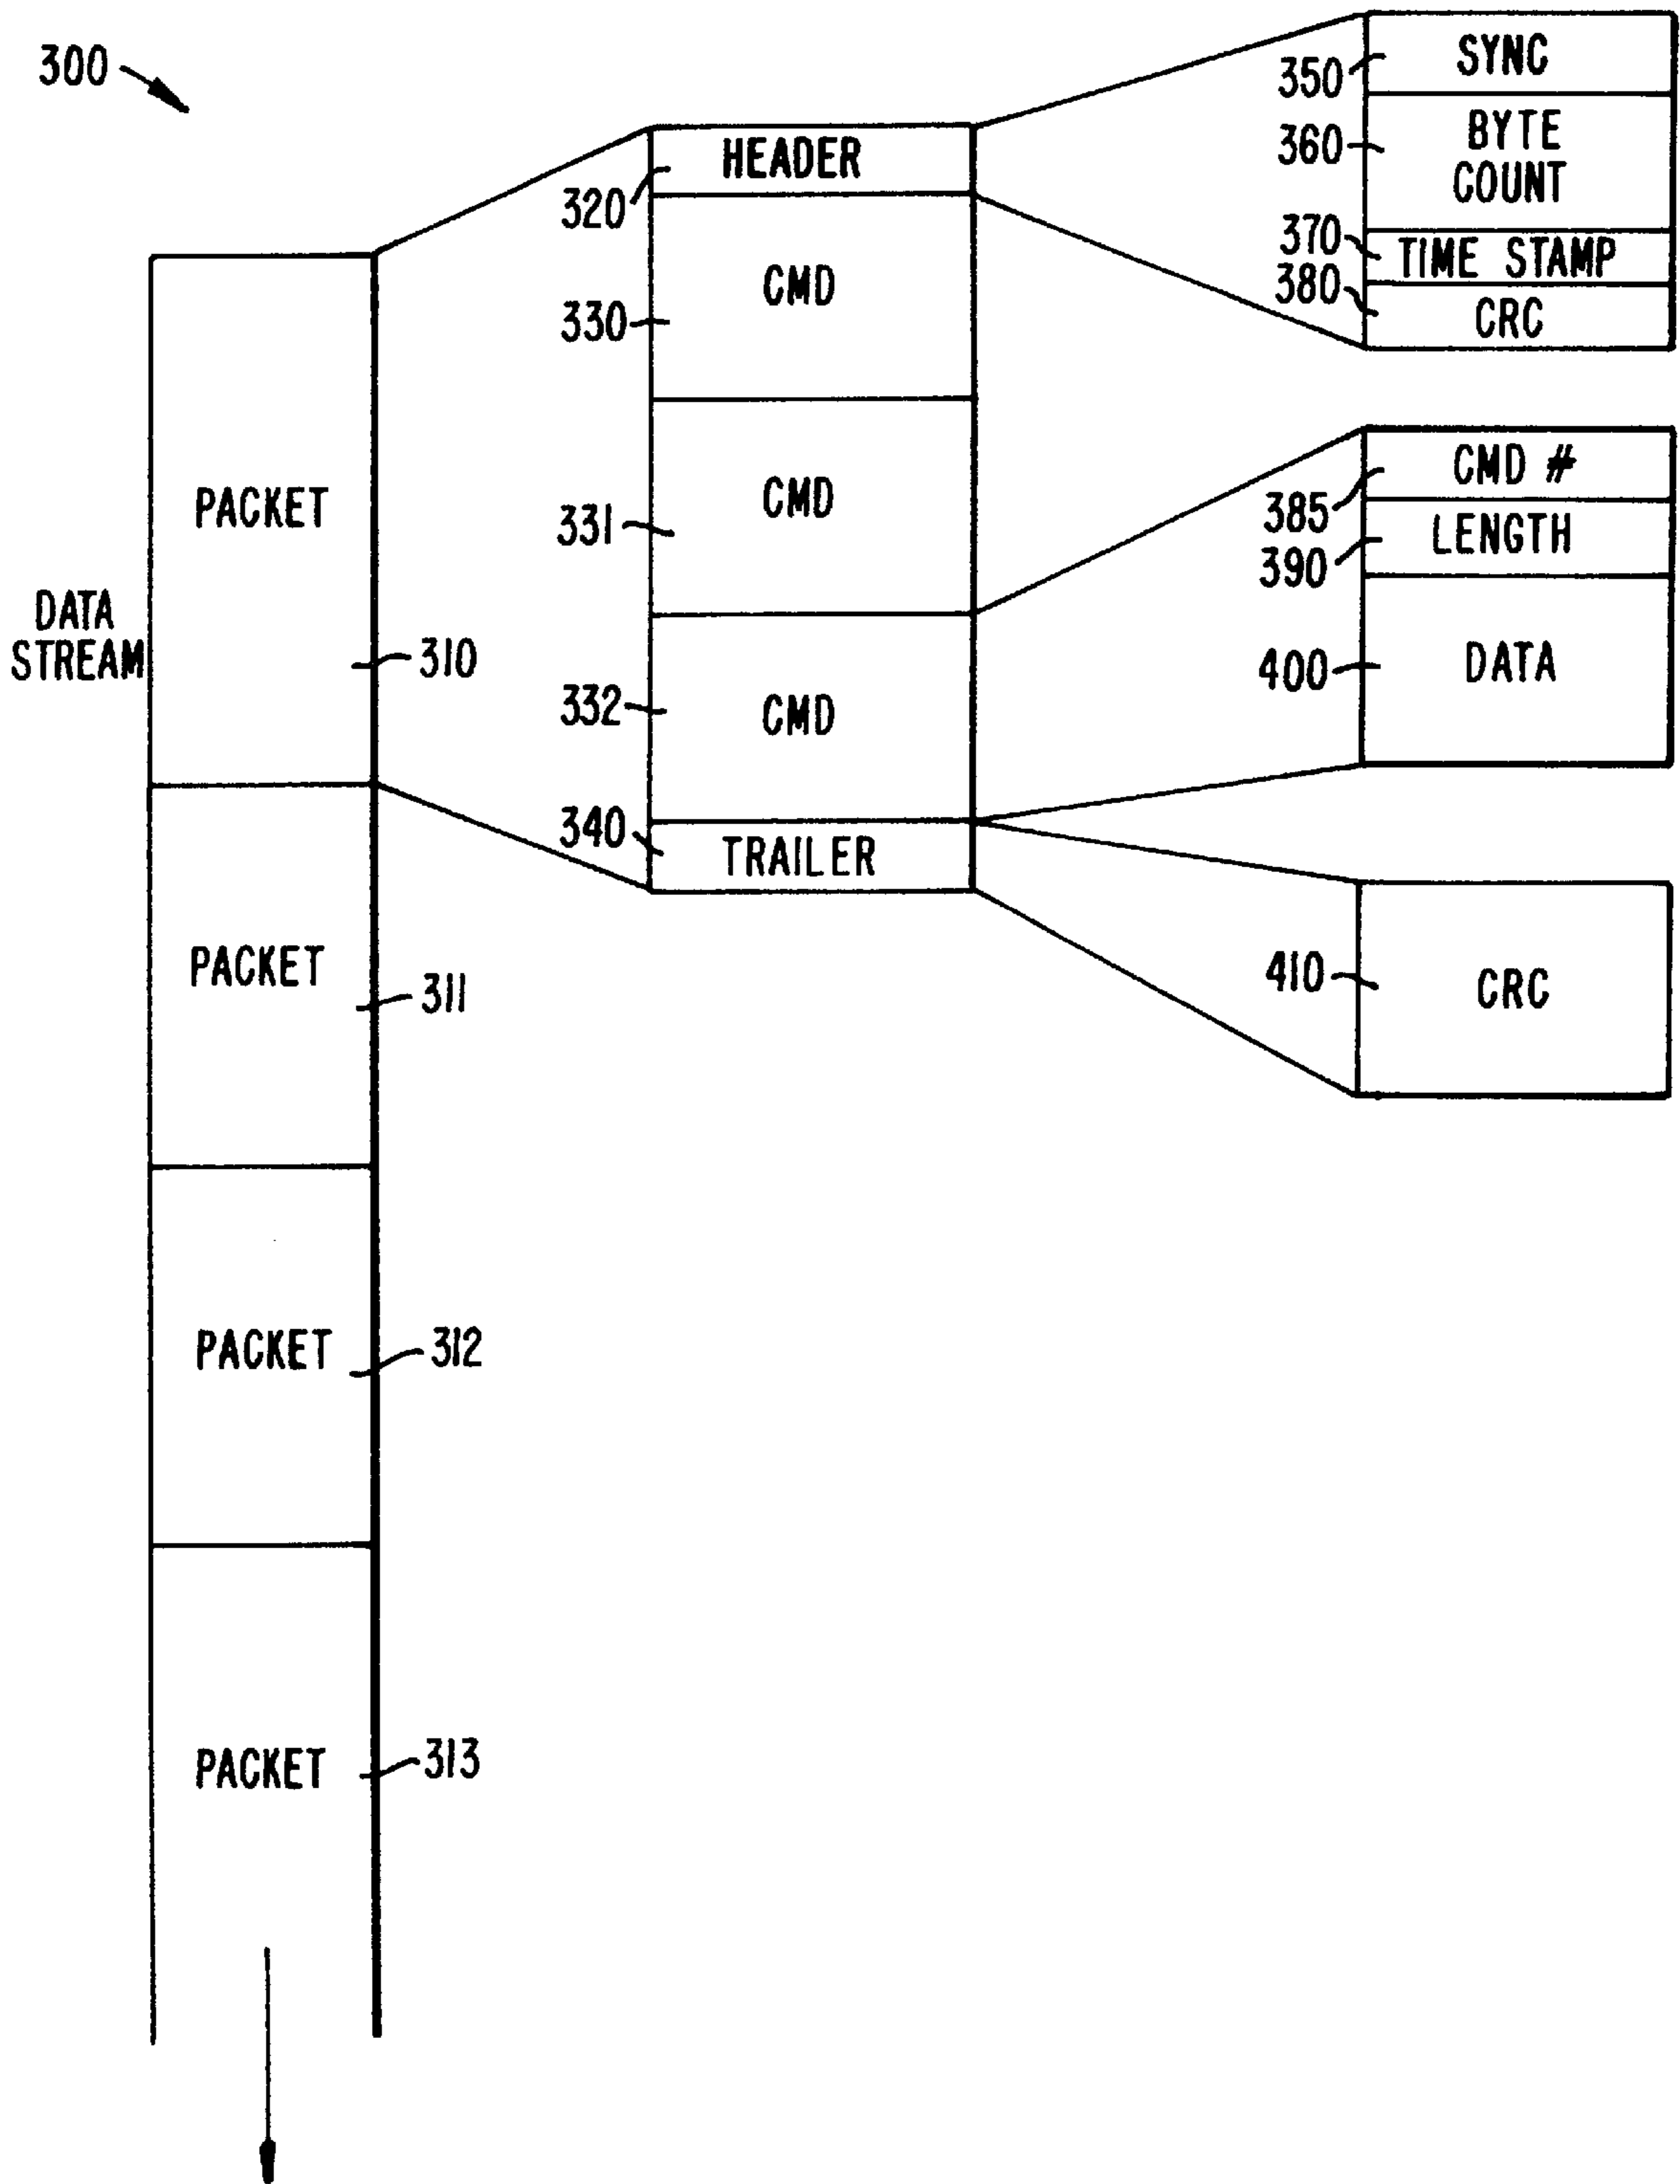 300
DATA
STREAM
PACKET
310
PACKET
311
PACKET
312
PACKET
313
HEADER
320
CMD
330
CMD
331
CMD
332
TRAILER
340
SYNC
350
BYTE
COUNT
360
TIME STAMP
370
CRC
380
CMD #
385
LENGTH
390
DATA
400
CRC
410